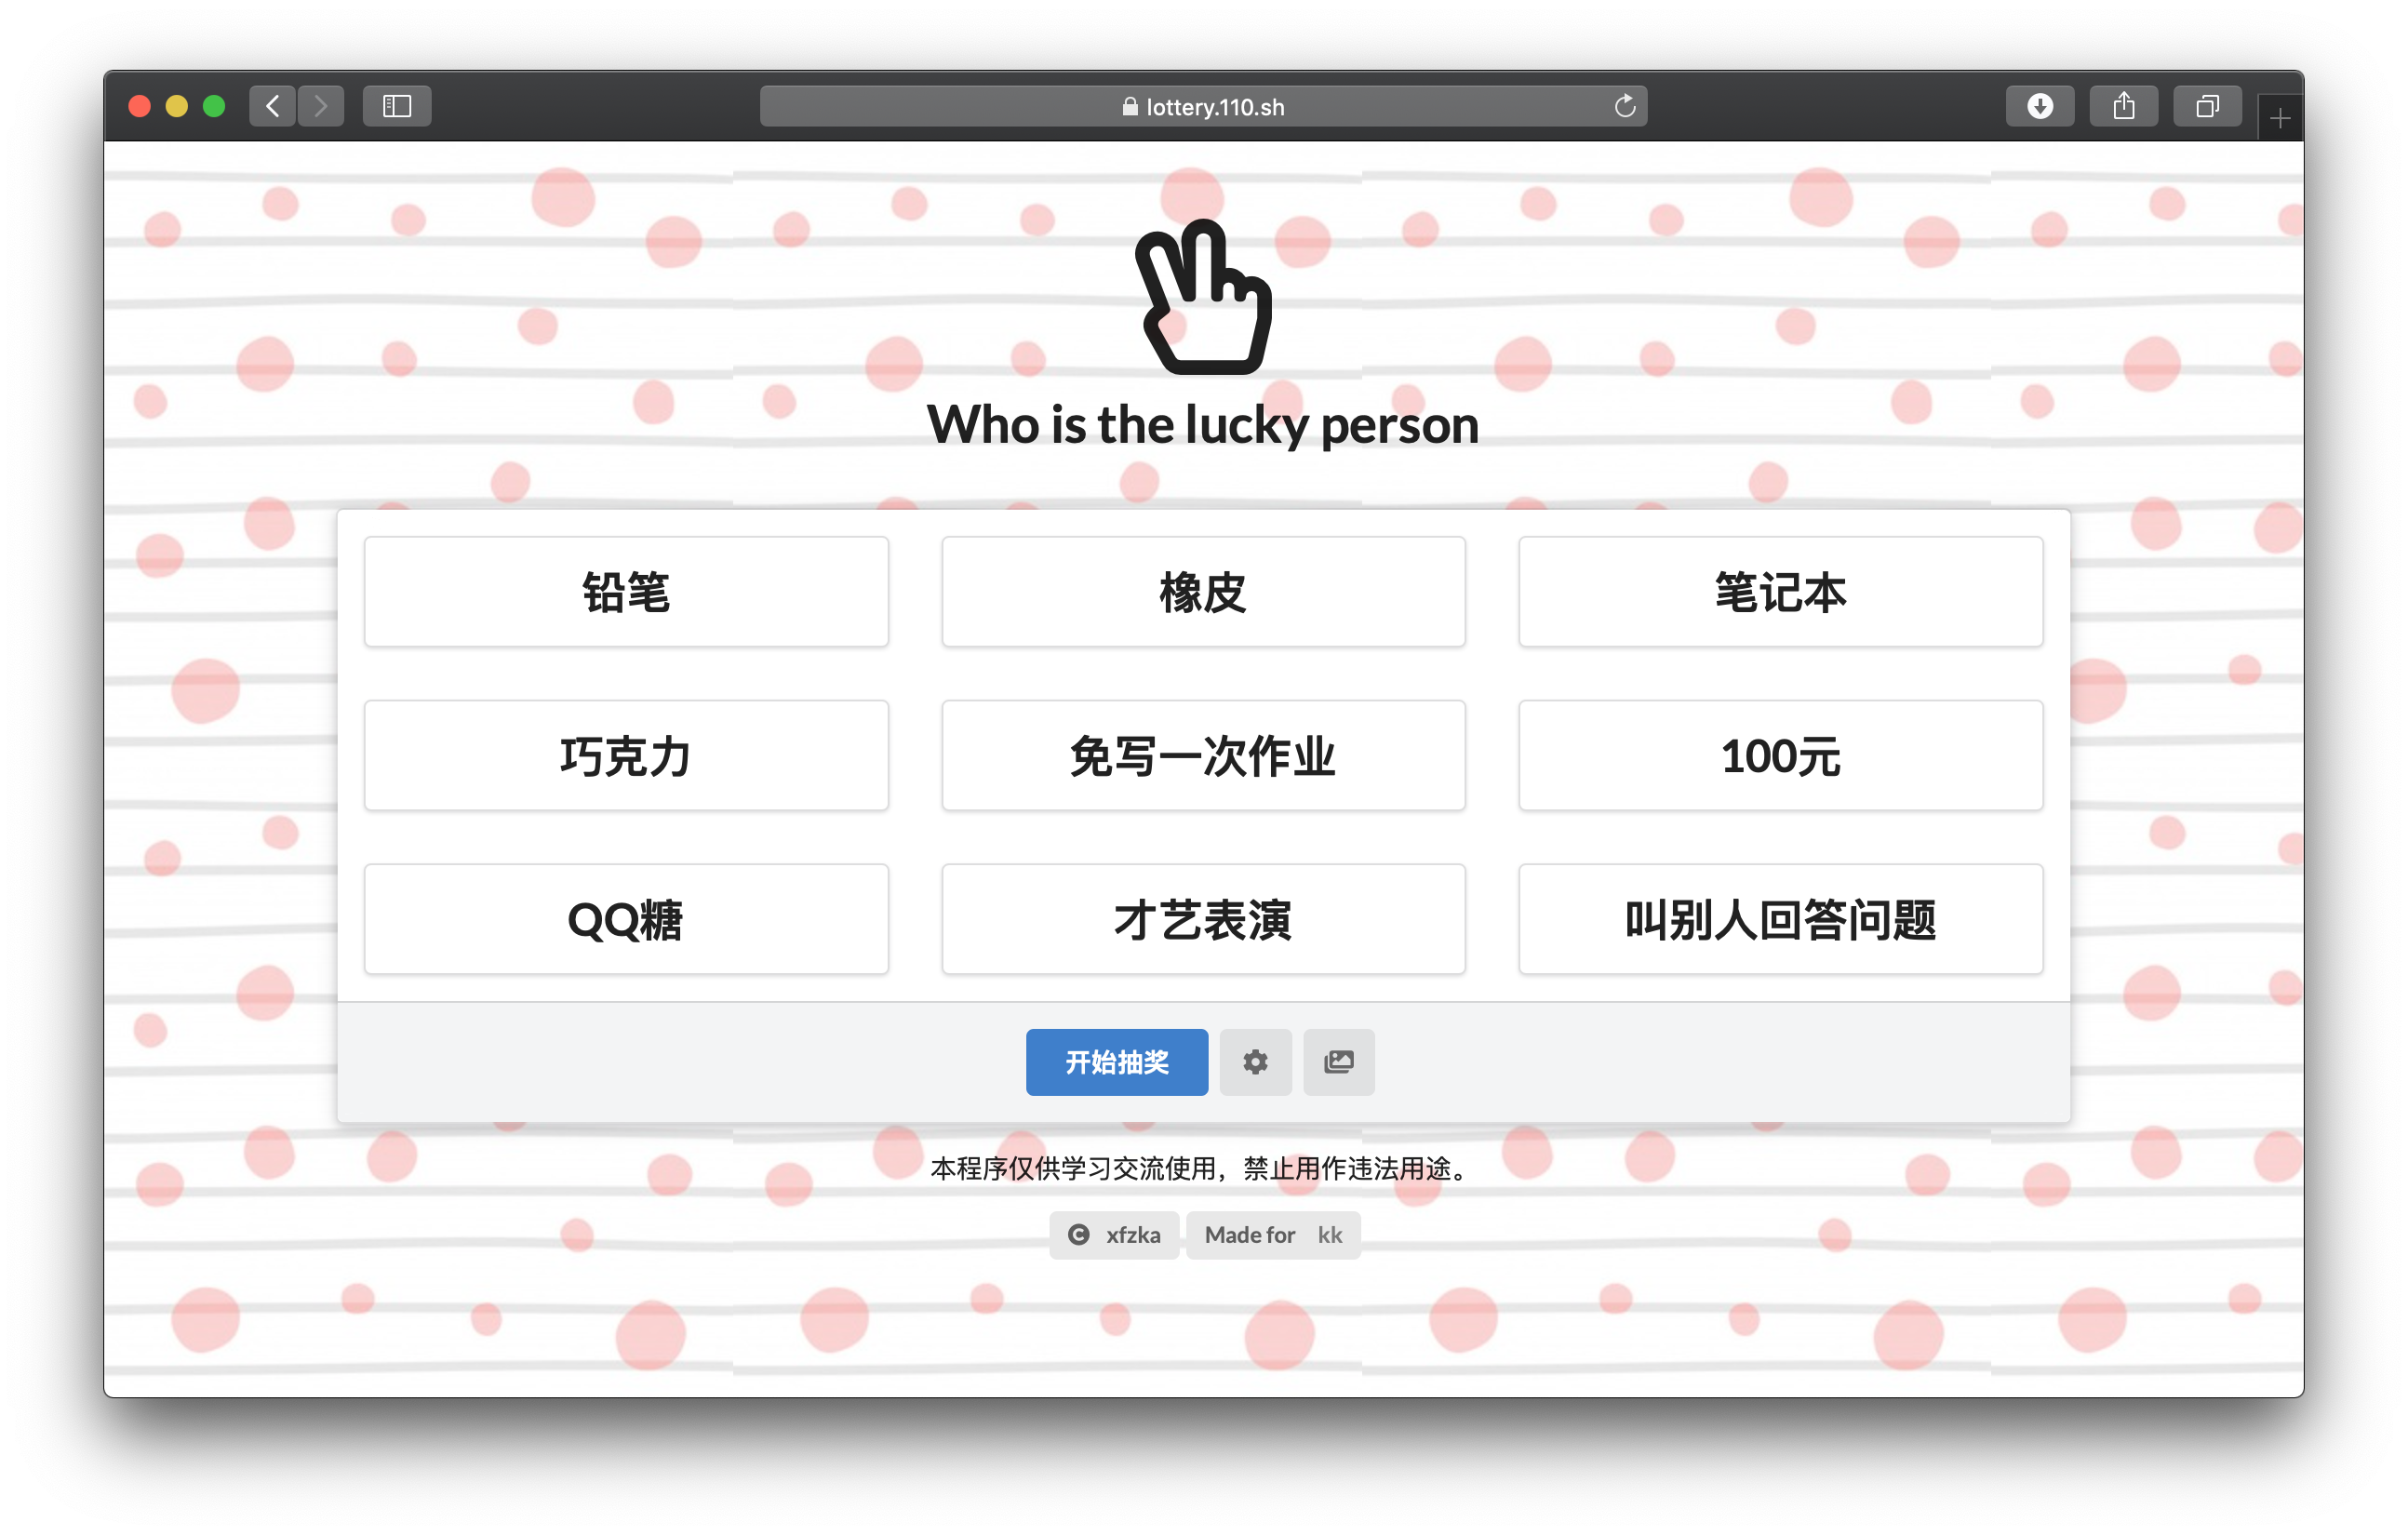 lottery.110.sh
Who is the lucky person
铅笔
橡皮
笔记本
巧克力
免写一次作业
100元
QQ糖
才艺表演
叫别人回答问题
开始抽奖
本程序仅供学习交流使用，禁止用作违法用途。
xfzka
Made for kk